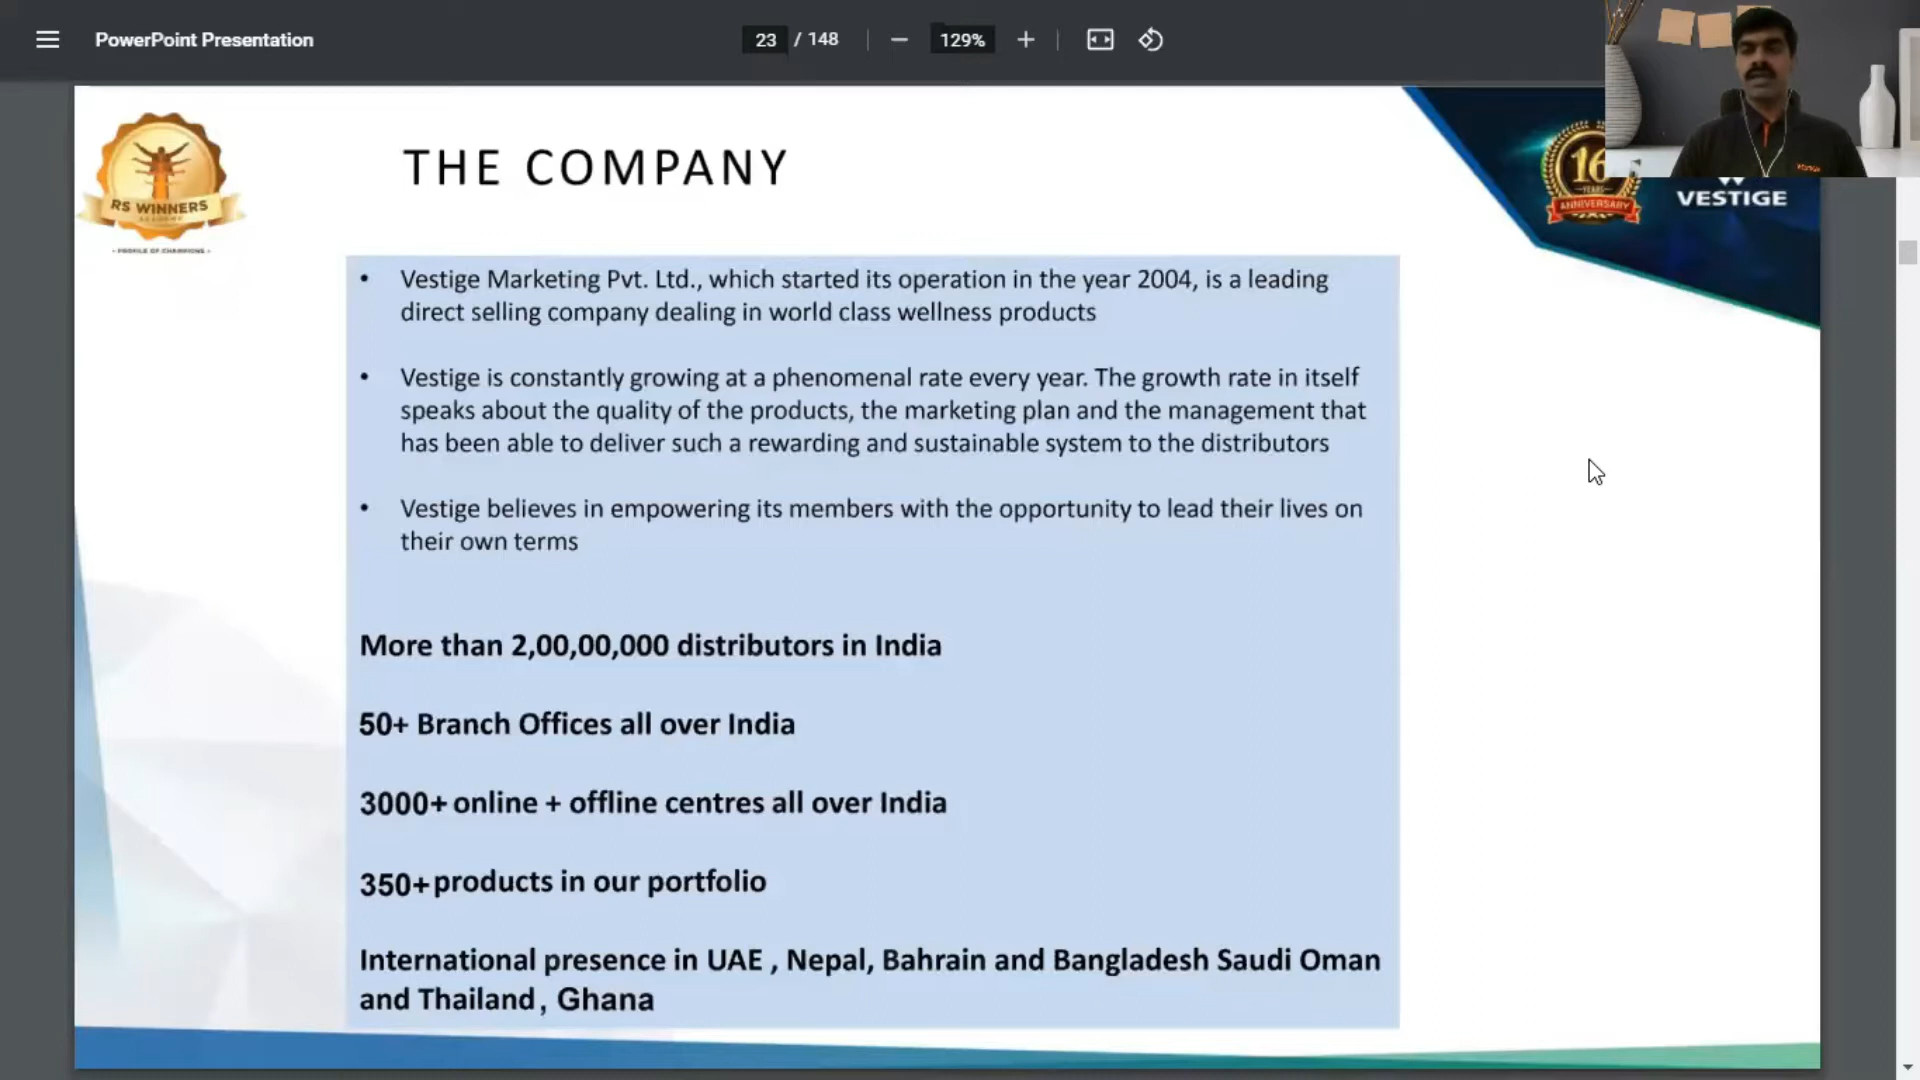 PowerPoint Presentation
23 / 148
129%
RS WINNERS
ACADEMY
- PROFILE OF CHAMPIONS -
THE COMPANY
16
YEARS
ANNIVERSARY
VESTIGE
• Vestige Marketing Pvt. Ltd., which started its operation in the year 2004, is a leading
direct selling company dealing in world class wellness products
• Vestige is constantly growing at a phenomenal rate every year. The growth rate in itself
speaks about the quality of the products, the marketing plan and the management that
has been able to deliver such a rewarding and sustainable system to the distributors
• Vestige believes in empowering its members with the opportunity to lead their lives on
their own terms
More than 2,00,00,000 distributors in India
50+ Branch Offices all over India
3000+ online + offline centres all over India
350+ products in our portfolio
International presence in UAE , Nepal, Bahrain and Bangladesh Saudi Oman
and Thailand , Ghana